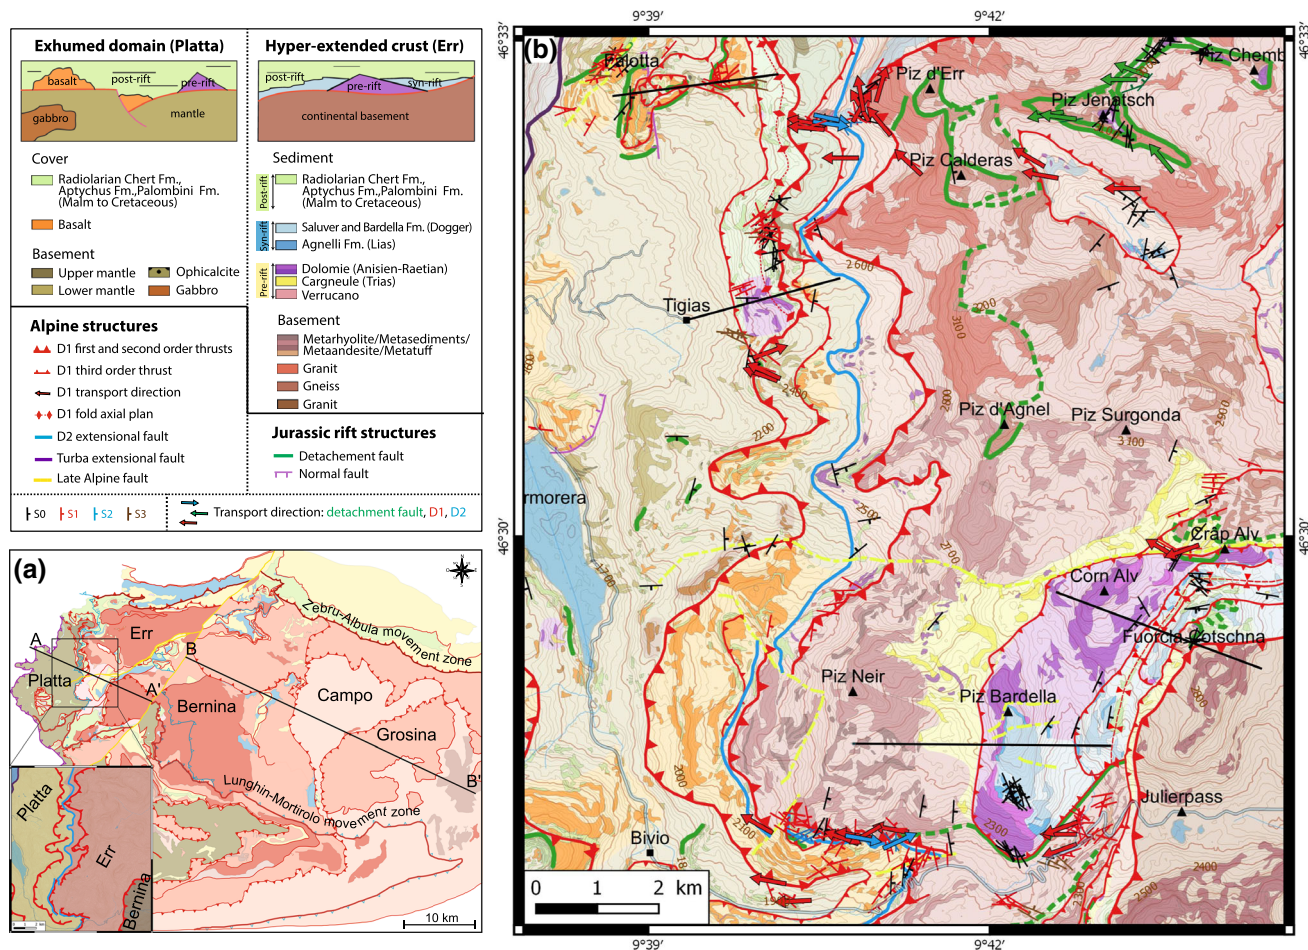 Exhumed domain (Platta)
post-rift
basalt
pre-rift
gabbro
mantle
Cover
Radiolarian Chert Fm.,
Aptychus Fm.,Palombini Fm.
(Malm to Cretaceous)
Basalt
Basement
Upper mantle
Ophicalcite
Lower mantle
Gabbro
Hyper-extended crust (Err)
post-rift
pre-rift
syn-rift
continental basement
Sediment
Post-rift
Radiolarian Chert Fm.,
Aptychus Fm.,Palombini Fm.
(Malm to Cretaceous)
Syn-rift
Saluver and Bardella Fm. (Dogger)
Agnelli Fm. (Lias)
Pre-rift
Dolomie (Anisien-Raetian)
Cargneule (Trias)
Verrucano
Basement
Metarhyolite/Metasediments/
Metaandesite/Metatuff
Granit
Gneiss
Granit
Alpine structures
D1 first and second order thrusts
D1 third order thrust
D1 transport direction
D1 fold axial plan
D2 extensional fault
Turba extensional fault
Late Alpine fault
Jurassic rift structures
Detachement fault
Normal fault
S0
S1
S2
S3
Transport direction: detachment fault, D1, D2
(a)
Zebru-Albula movement zone
Err
A
B
Platta
A'
Bernina
Campo
Grosina
B'
Lunghin-Mortirolo movement zone
Platta
Err
Bernina
10 km
(b)
9°39'
9°42'
46°33'
46°33'
Falotta
Piz d'Err
Piz Chemb
Piz Jenatsch
Piz Calderas
2600
Tigias
3200
3100
1600
2400
2800
Piz d'Agnel
Piz Surgonda
2900
2200
3100
rmorera
2500
46°30'
46°30'
2700
Crap Alv
1700
Corn Alv
Fuorcla Cotschna
Piz Neir
2800
Piz Bardella
2000
Julierpass
2100
2300
Bivio
2400
2300
2500
0 1 2 km
9°39'
9°42'